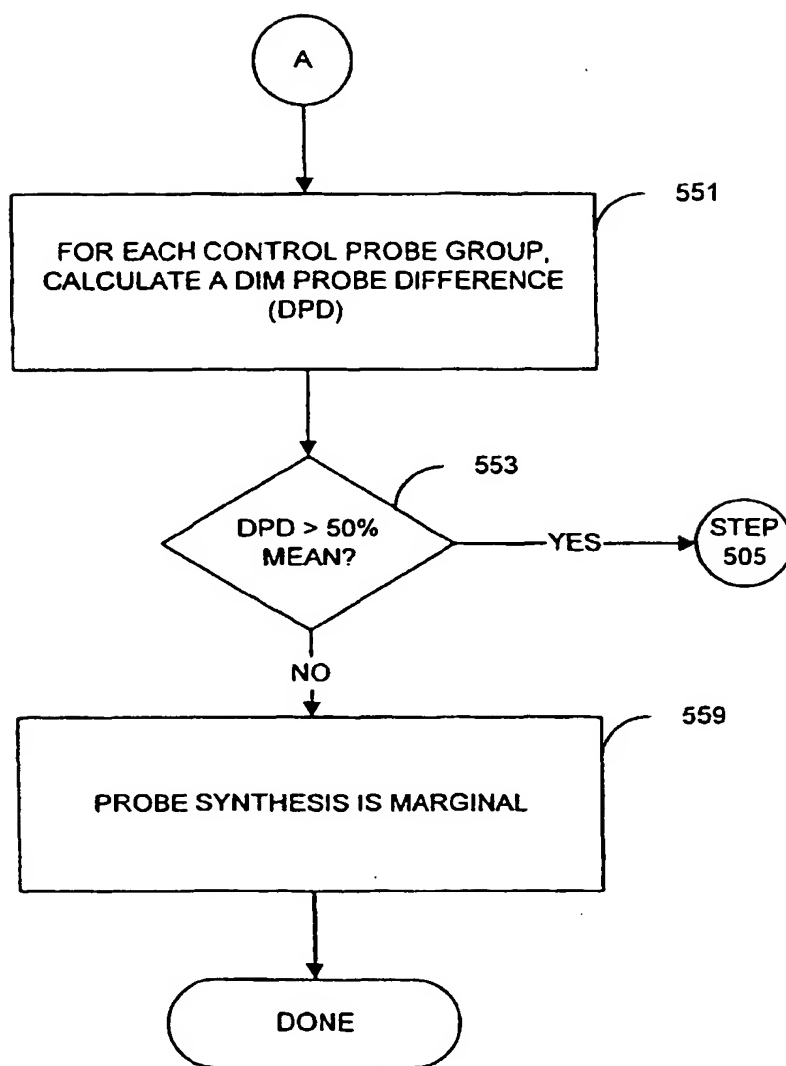 A
551
FOR EACH CONTROL PROBE GROUP,
CALCULATE A DIM PROBE DIFFERENCE
(DPD)
553
DPD > 50%
MEAN?
YES
STEP
505
NO
559
PROBE SYNTHESIS IS MARGINAL
DONE